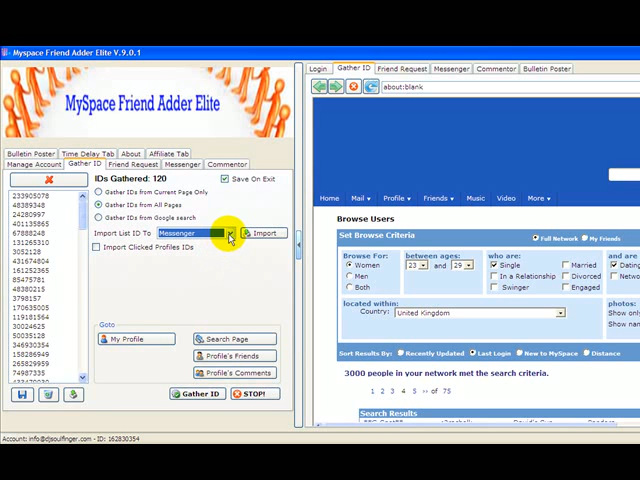 Myspace Friend Adder Elite V.9.0.1
MySpace Friend Adder Elite
Bulletin Poster Time Delay Tab About Affiliate Tab
Manage Account Gather ID Friend Request Messenger Commentor
IDs Gathered: 120
Save On Exit
Gather IDs from Current Page Only
Gather IDs from All Pages
Gather IDs from Google search
Import List ID To Messenger Import
Import Clicked Profiles IDs
233905078
48389348
24280997
401135865
67888231
131265310
3052128
431674804
161252165
85475781
48380215
3798157
170635005
119181564
30024625
50035128
346930354
158286949
265829959
74987335
Goto
My Profile
Search Page
Profile's Friends
Profile's Comments
Gather ID STOP!
Account: info@djsoulfinger.com - ID: 162830354
Login Gather ID Friend Request Messenger Commentor Bulletin Poster
about:blank
Home Mail Profile Friends Music Video More
Browse Users
Set Browse Criteria Full Network My Friends
Browse For: between ages: who are:
Women 23 and 29 Single Married Dating
Men In a Relationship Divorced Netwo
Both Swinger Engaged
located within: photos:
Country: United Kingdom Show only
Show nam
Sort Results By: Recently Updated Last Login New to MySpace Distance
3000 people in your network met the search criteria.
1 2 3 4 5 ›› of 75
Search Results